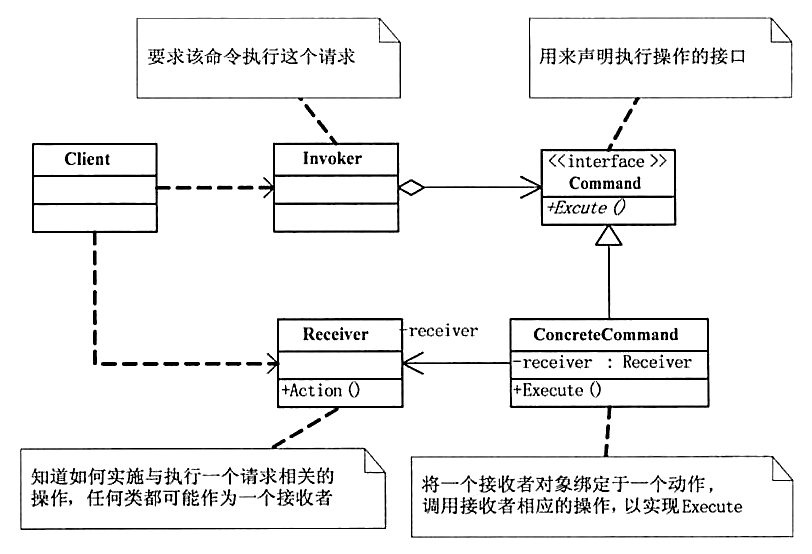 要求该命令执行这个请求
用来声明执行操作的接口
Client
Invoker
<<interface>>
Command
+Excute()
Receiver
-receiver
ConcreteCommand
-receiver : Receiver
+Action()
+Execute()
知道如何实施与执行一个请求相关的
操作,任何类都可能作为一个接收者
将一个接收者对象绑定于一个动作,
调用接收者相应的操作,以实现Execute